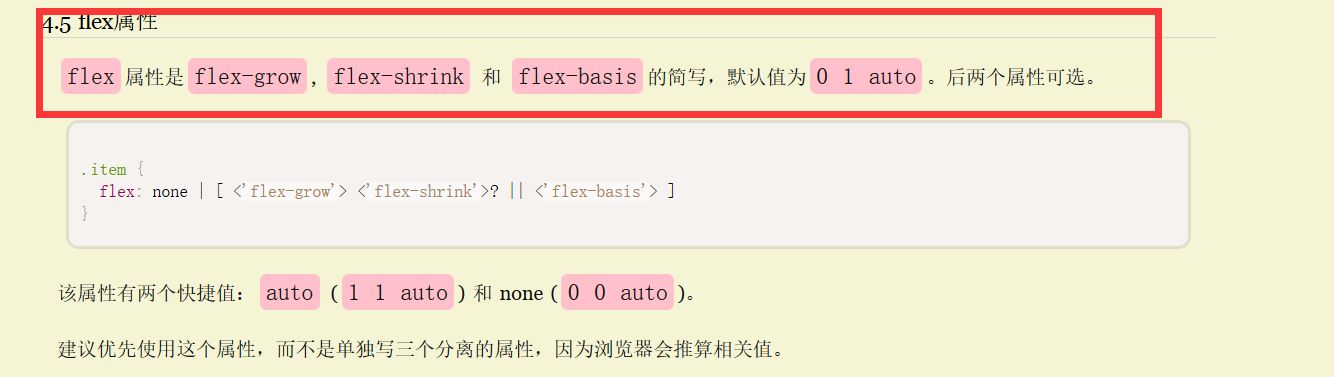 4.5 flex属性
flex 属性是 flex-grow , flex-shrink 和 flex-basis 的简写，默认值为 0 1 auto 。后两个属性可选。
.item {
  flex: none | [ <'flex-grow'> <'flex-shrink'>? || <'flex-basis'> ]
}
该属性有两个快捷值： auto (1 1 auto) 和 none (0 0 auto)。
建议优先使用这个属性，而不是单独写三个分离的属性，因为浏览器会推算相关值。